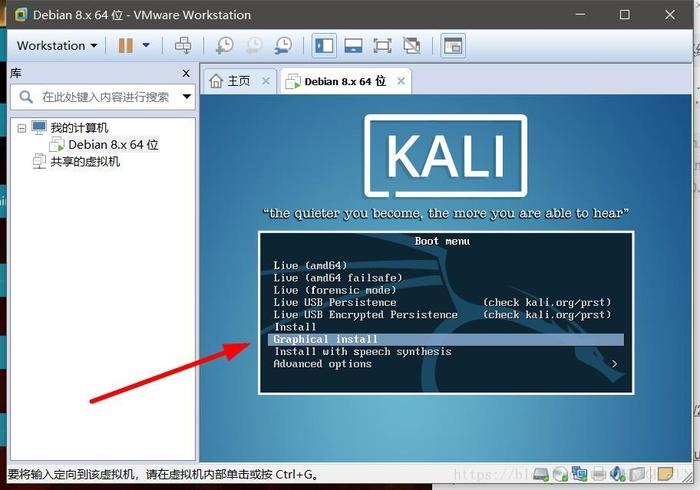 Debian 8.x 64 位 - VMware Workstation
Workstation
库
主页
Debian 8.x 64 位
在此处键入内容进行搜索
我的计算机
Debian 8.x 64 位
共享的虚拟机
KALI
“the quieter you become, the more you are able to hear”
Boot menu
Live (amd64)
Live (amd64 failsafe)
Live (forensic mode)
Live USB Persistence (check kali.org/prst)
Live USB Encrypted Persistence (check kali.org/prst)
Install
Graphical install
Install with speech synthesis
Advanced options >
要将输入定向到该虚拟机，请在虚拟机内部单击或按 Ctrl+G。